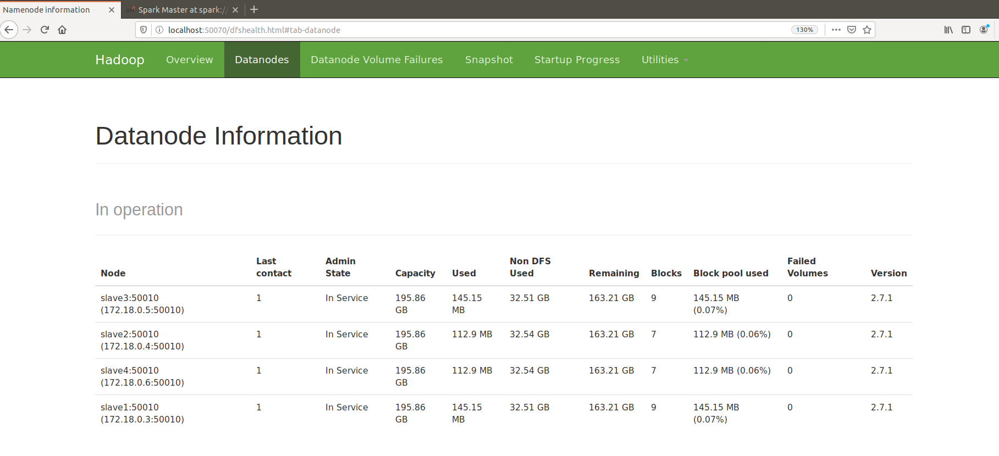 Namenode information
Spark Master at spark://
localhost:50070/dfshealth.html#tab-datanode
130%
Hadoop Overview Datanodes Datanode Volume Failures Snapshot Startup Progress Utilities
Datanode Information
In operation
Node Last contact Admin State Capacity Used Non DFS Used Remaining Blocks Block pool used Failed Volumes Version
slave3:50010 1 In Service 195.86 145.15 32.51 GB 163.21 GB 9 145.15 MB 0 2.7.1
(172.18.0.5:50010) GB MB (0.07%)
slave2:50010 1 In Service 195.86 112.9 MB 32.54 GB 163.21 GB 7 112.9 MB (0.06%) 0 2.7.1
(172.18.0.4:50010) GB
slave4:50010 1 In Service 195.86 112.9 MB 32.54 GB 163.21 GB 7 112.9 MB (0.06%) 0 2.7.1
(172.18.0.6:50010) GB
slave1:50010 1 In Service 195.86 145.15 32.51 GB 163.21 GB 9 145.15 MB 0 2.7.1
(172.18.0.3:50010) GB MB (0.07%)